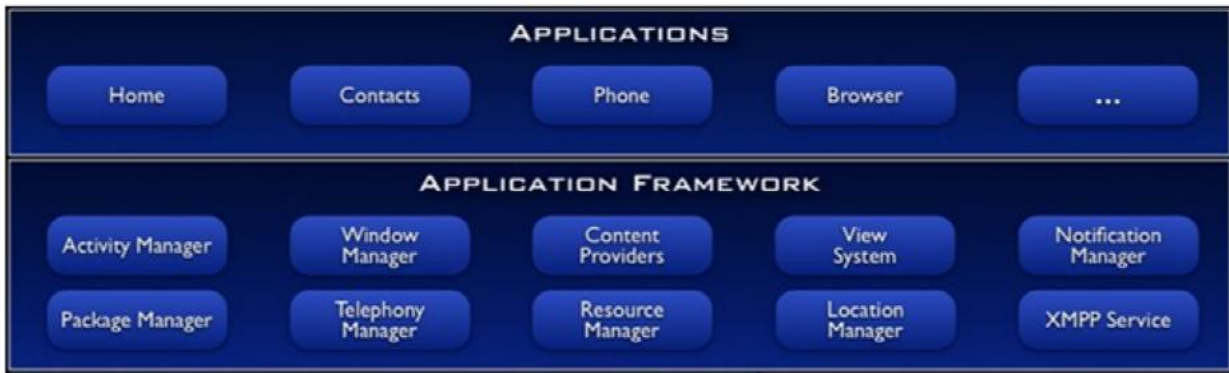 APPLICATIONS
Home
Contacts
Phone
Browser
...
APPLICATION FRAMEWORK
Activity Manager
Window
Manager
Content
Providers
View
System
Notification
Manager
Package Manager
Telephony
Manager
Resource
Manager
Location
Manager
XMPP Service